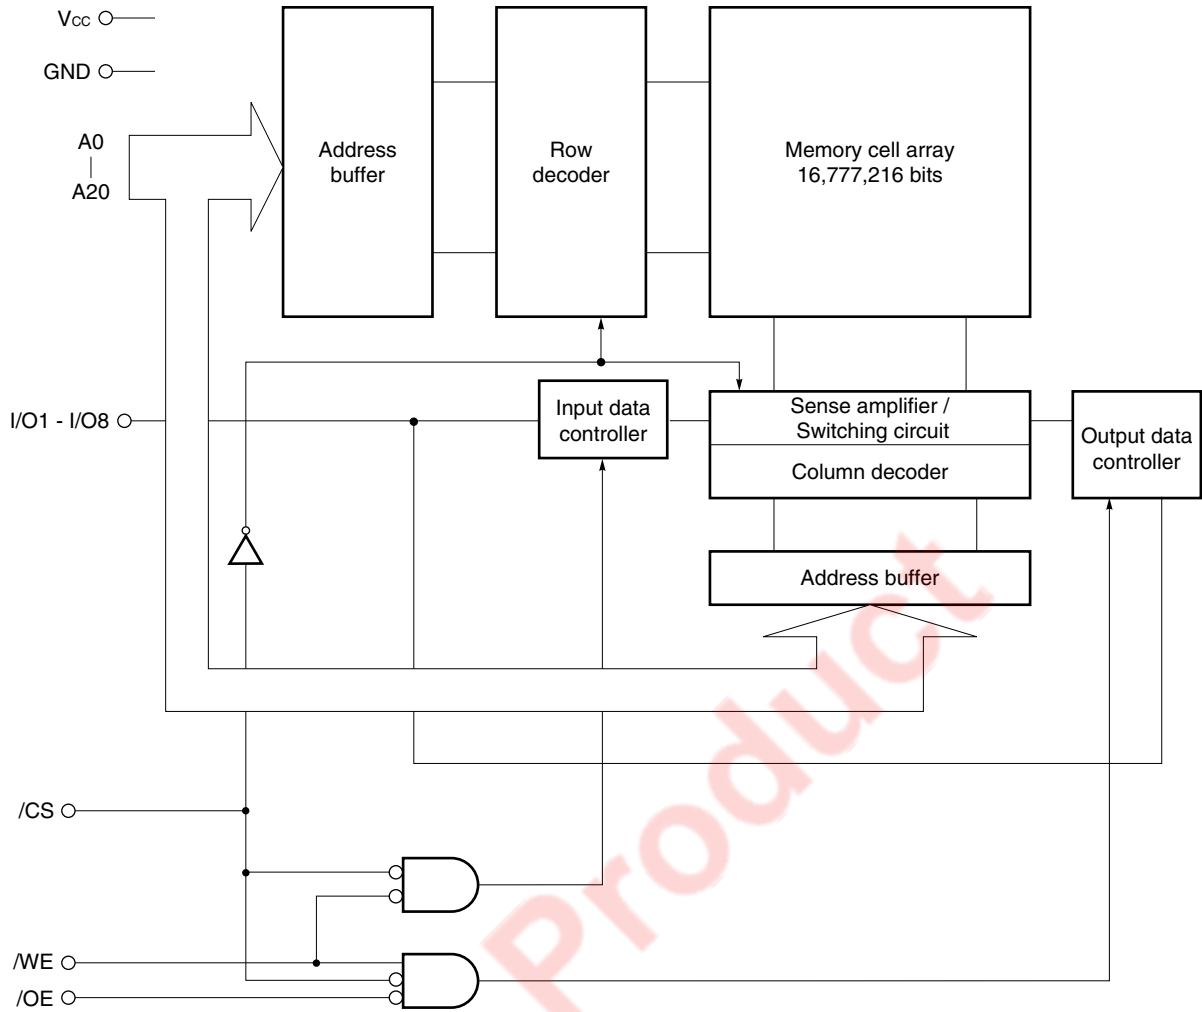 VCC
GND
A0
A20
Address
buffer
Row
decoder
Memory cell array
16,777,216 bits
I/O1 - I/O8
Input data
controller
Sense amplifier /
Switching circuit
Column decoder
Output data
controller
Address buffer
/CS
/WE
/OE
Product